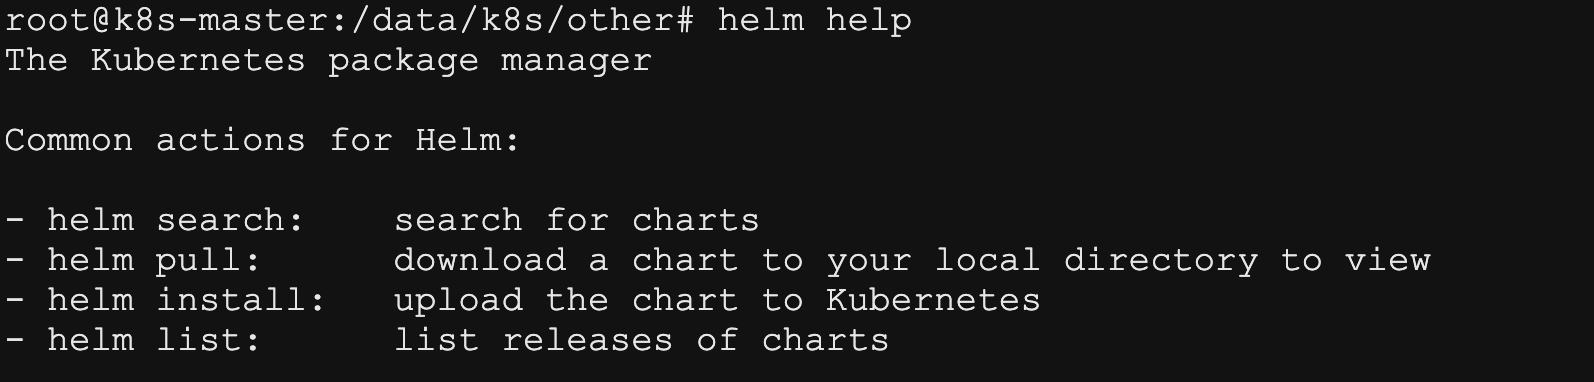 root@k8s-master:/data/k8s/other# helm help
The Kubernetes package manager

Common actions for Helm:

- helm search:    search for charts
- helm pull:      download a chart to your local directory to view
- helm install:   upload the chart to Kubernetes
- helm list:      list releases of charts